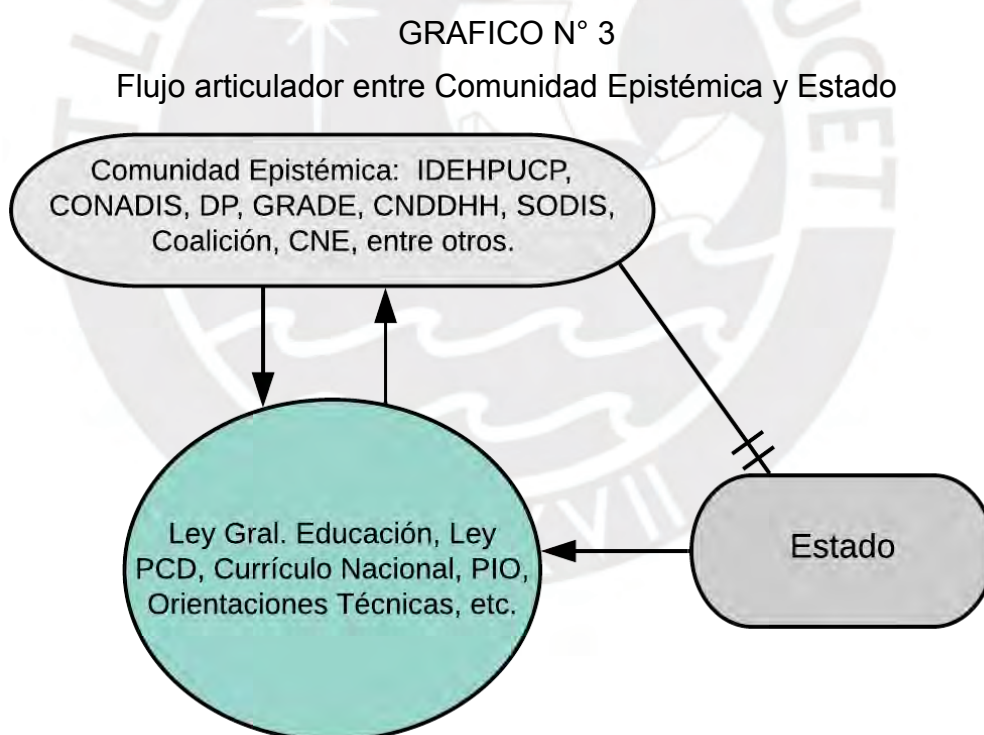 GRAFICO N° 3
Flujo articulador entre Comunidad Epistémica y Estado
Comunidad Epistémica: IDEHPUCP,
CONADIS, DP, GRADE, CNDDHH, SODIS,
Coalición, CNE, entre otros.
Ley Gral. Educación, Ley
PCD, Currículo Nacional, PIO,
Orientaciones Técnicas, etc.
Estado